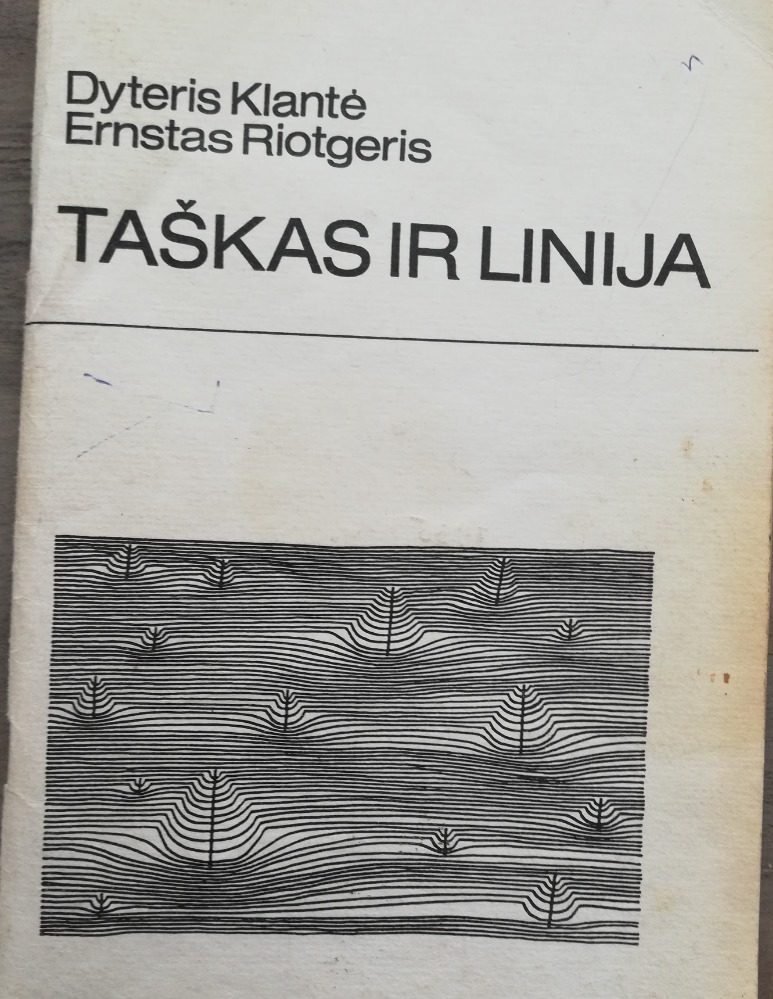 Dyteris Klantė
Ernstas Riotgeris
TAŠKAS IR LINIJA